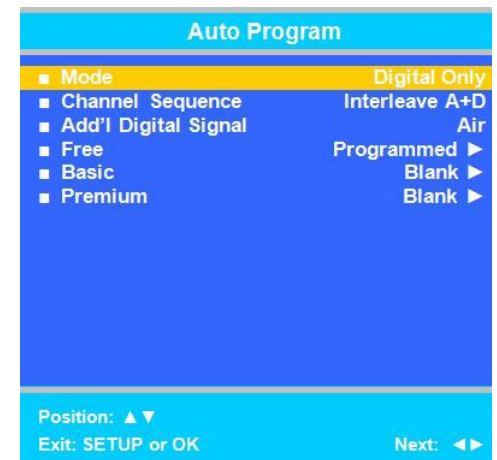 Auto Program
■ Mode Digital Only
■ Channel Sequence Interleave A+D
■ Add'l Digital Signal Air
■ Free Programmed ►
■ Basic Blank ►
■ Premium Blank ►
Position: ▲▼
Exit: SETUP or OK Next: ◄►